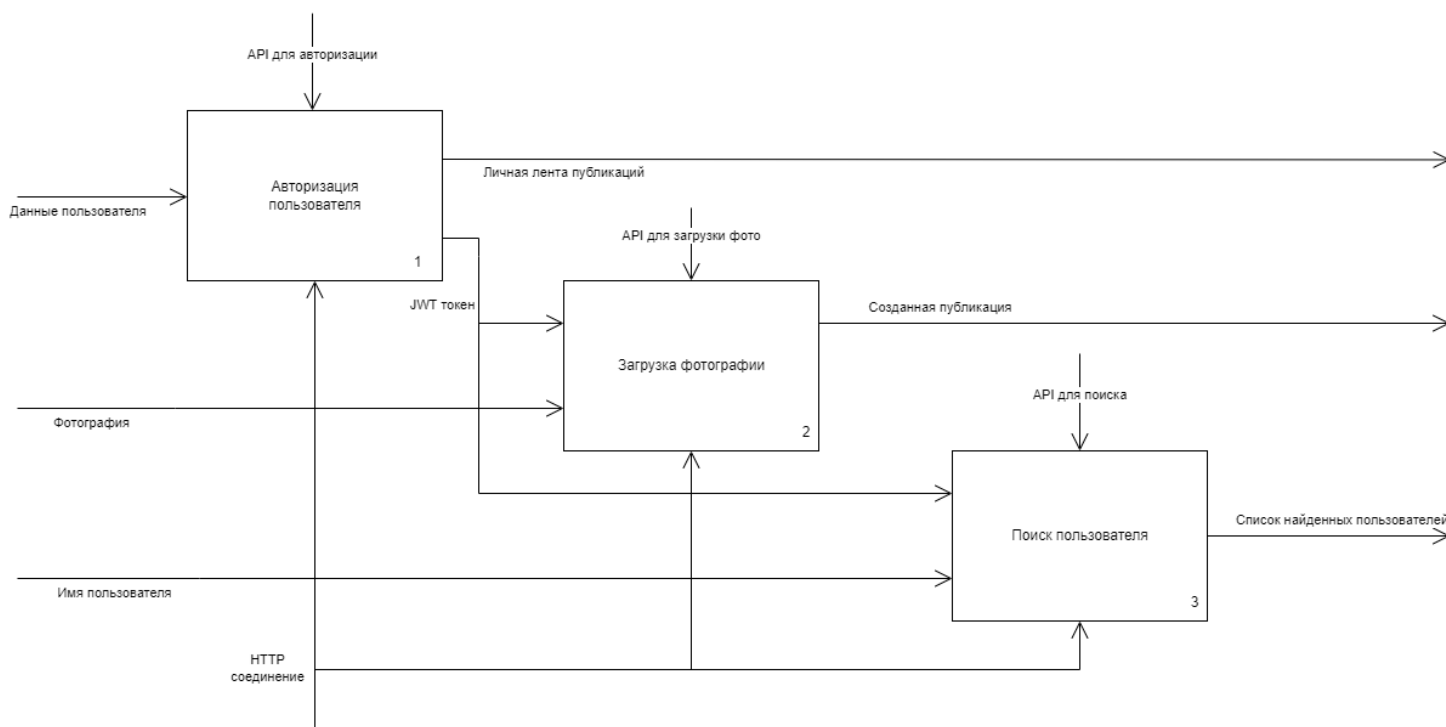 API для авторизации
Авторизация
пользователя
1
Личная лента публикаций
Данные пользователя
API для загрузки фото
JWT токен
Созданная публикация
Загрузка фотографии
2
API для поиска
Фотография
Поиск пользователя
3
Список найденных пользователей
Имя пользователя
HTTP
соединение